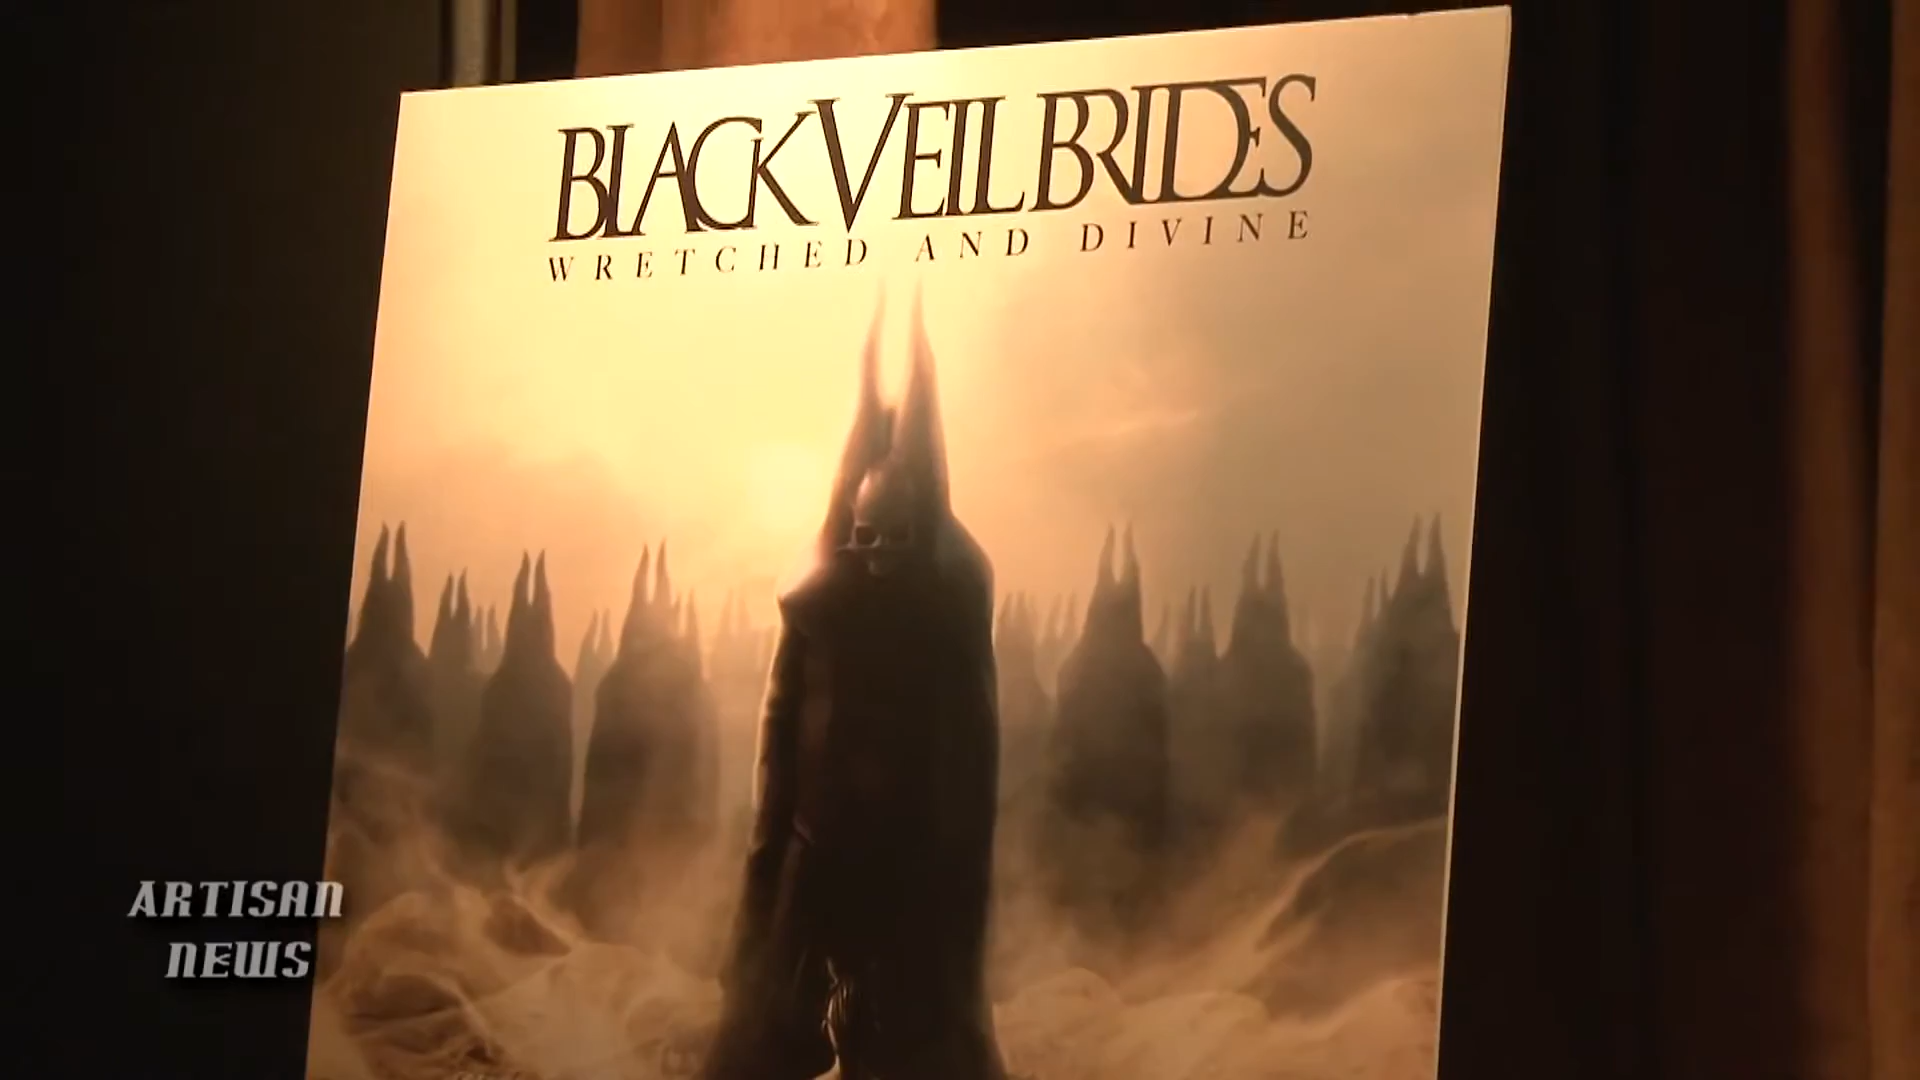 BLACK VEIL BRIDES
WRETCHED AND DIVINE
ARTISAN
NEWS